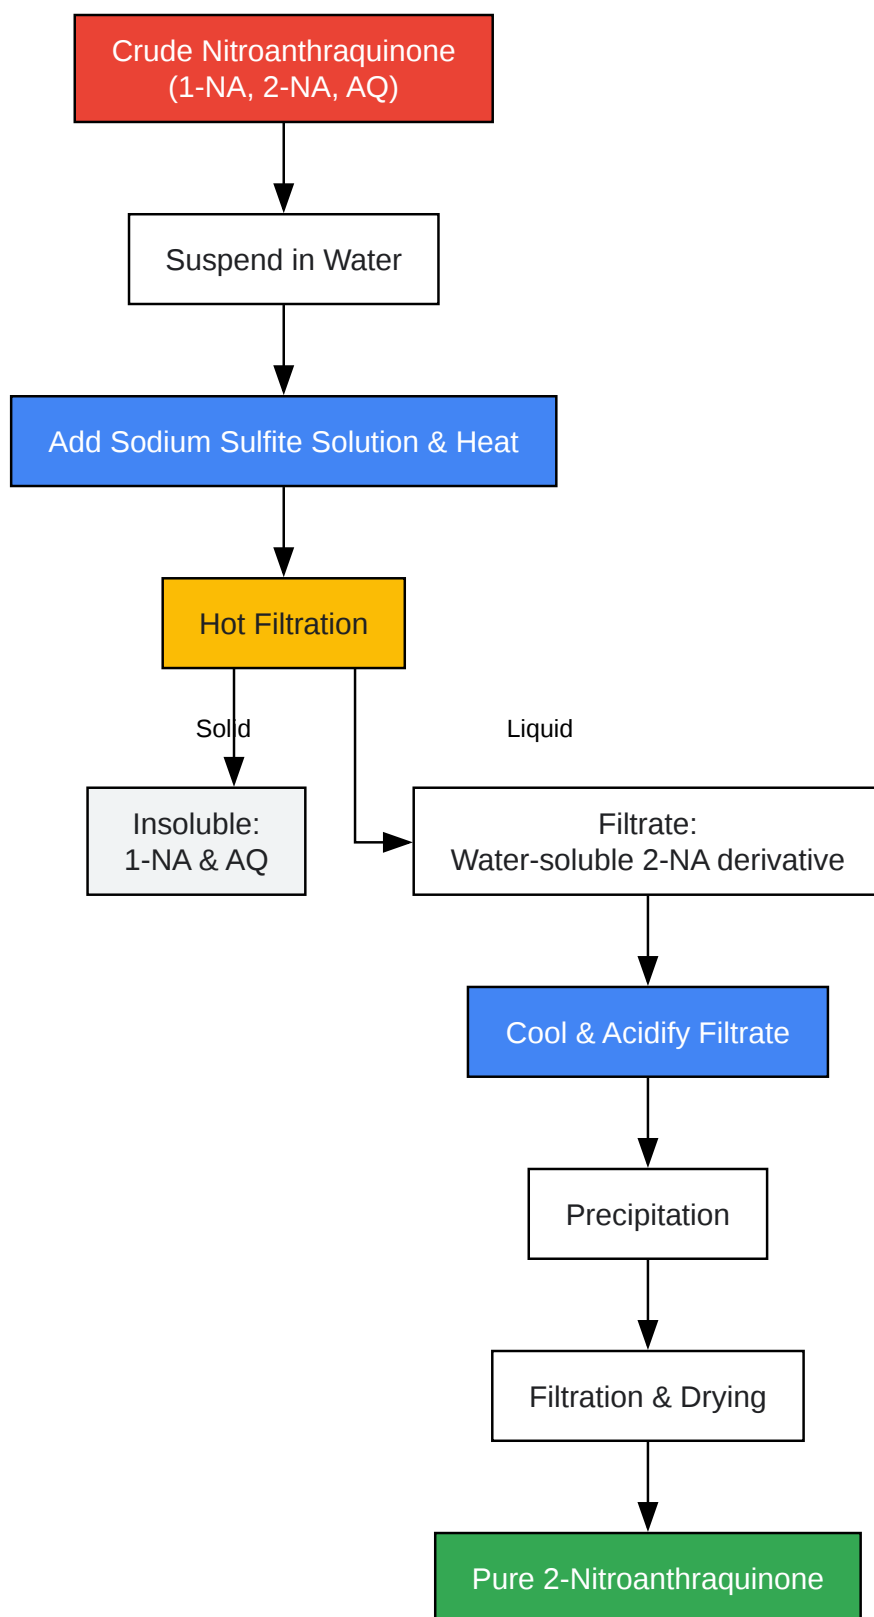 Crude Nitroanthraquinone
(1-NA, 2-NA, AQ)
Suspend in Water
Add Sodium Sulfite Solution & Heat
Hot Filtration
Solid
Liquid
Insoluble:
1-NA & AQ
Filtrate:
Water-soluble 2-NA derivative
Cool & Acidify Filtrate
Precipitation
Filtration & Drying
Pure 2-Nitroanthraquinone